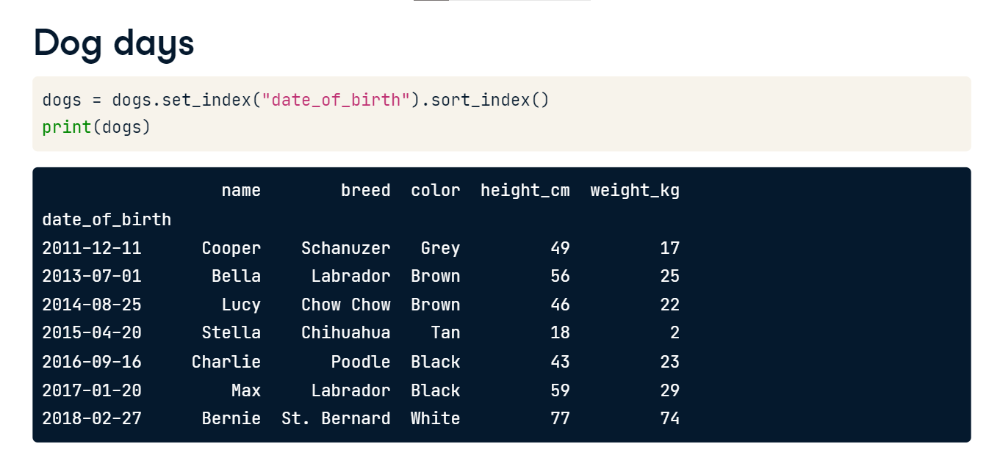 Dog days
dogs = dogs.set_index("date_of_birth").sort_index()
print(dogs)
name breed color height_cm weight_kg
date_of_birth
2011-12-11 Cooper Schanuzer Grey 49 17
2013-07-01 Bella Labrador Brown 56 25
2014-08-25 Lucy Chow Chow Brown 46 22
2015-04-20 Stella Chihuahua Tan 18 2
2016-09-16 Charlie Poodle Black 43 23
2017-01-20 Max Labrador Black 59 29
2018-02-27 Bernie St. Bernard White 77 74